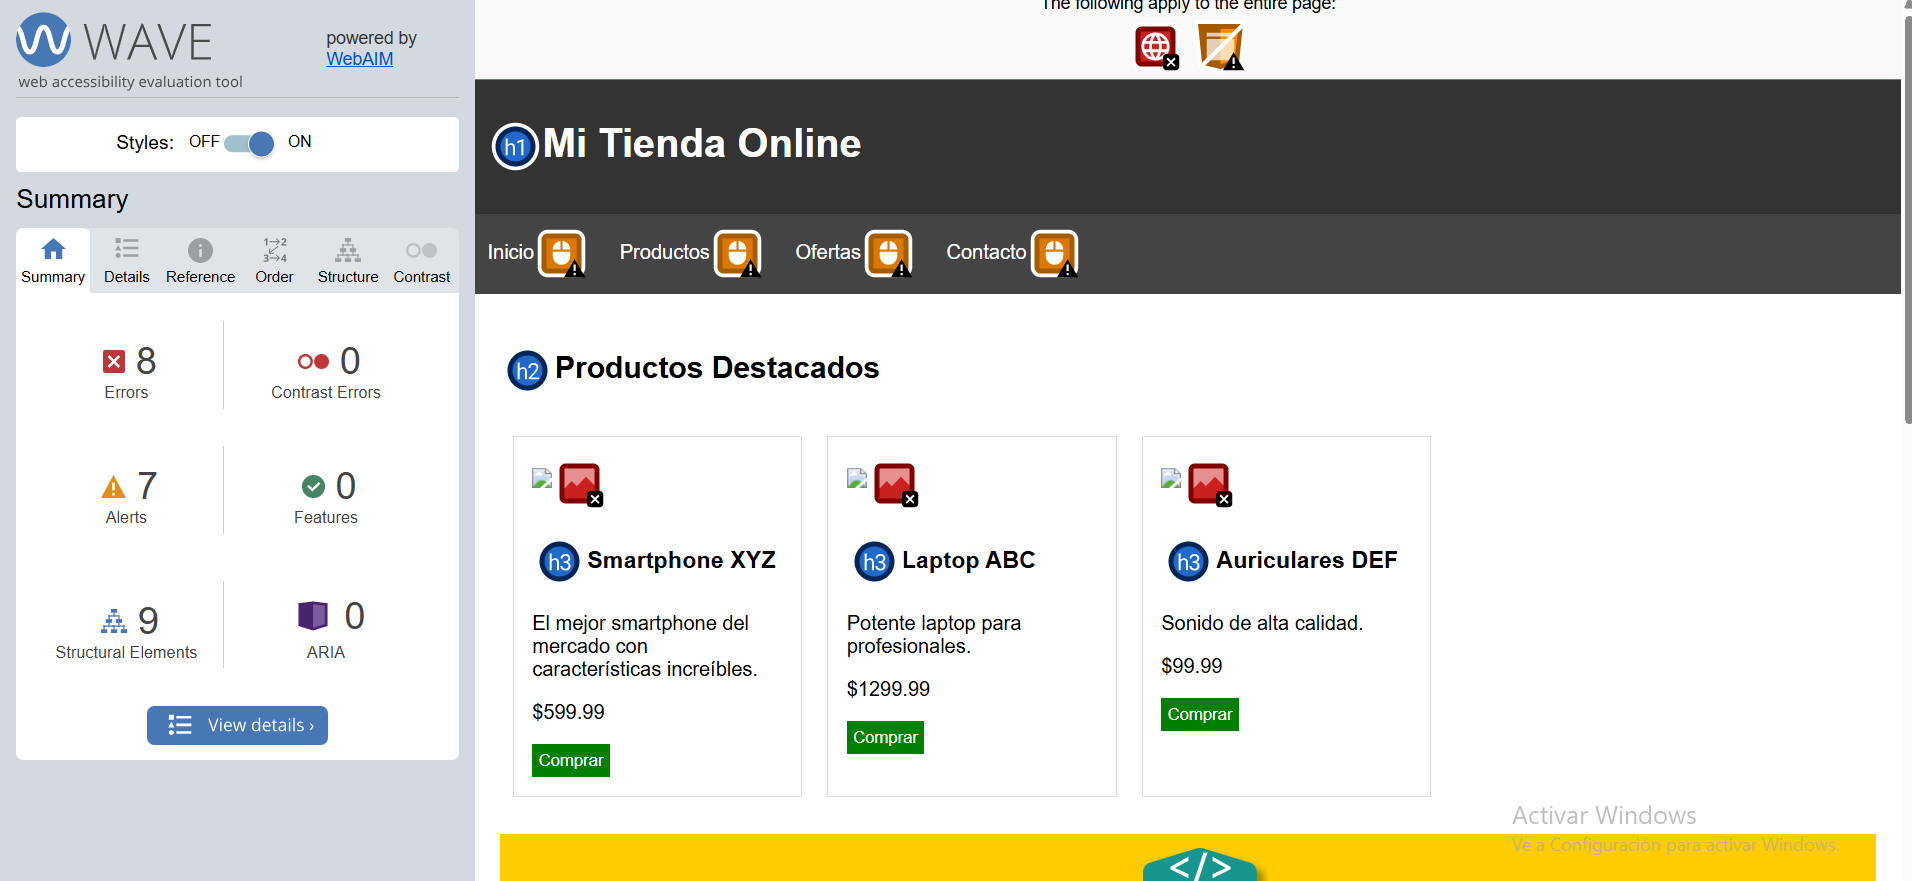 WAVE
powered by
WebAIM
web accessibility evaluation tool
Styles: OFF ON
Summary
Summary Details Reference Order Structure Contrast
8
Errors
0
Contrast Errors
7
Alerts
0
Features
9
Structural Elements
0
ARIA
View details ›
The following apply to the entire page:
h1 Mi Tienda Online
Inicio Productos Ofertas Contacto
h2 Productos Destacados
h3 Smartphone XYZ
El mejor smartphone del
mercado con
características increíbles.
$599.99
Comprar
h3 Laptop ABC
Potente laptop para
profesionales.
$1299.99
Comprar
h3 Auriculares DEF
Sonido de alta calidad.
$99.99
Comprar
</>
Activar Windows
Ve a Configuración para activar Windows.